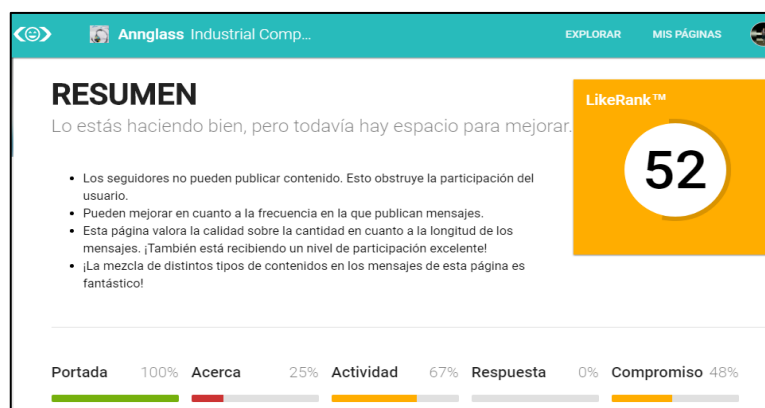 Annglass Industrial Comp...
EXPLORAR
MIS PÁGINAS
RESUMEN
Lo estás haciendo bien, pero todavía hay espacio para mejorar.
LikeRank™
52
• Los seguidores no pueden publicar contenido. Esto obstruye la participación del
usuario.
• Pueden mejorar en cuanto a la frecuencia en la que publican mensajes.
• Esta página valora la calidad sobre la cantidad en cuanto a la longitud de los
mensajes. ¡También está recibiendo un nivel de participación excelente!
• ¡La mezcla de distintos tipos de contenidos en los mensajes de esta página es
fantástico!
Portada 100% Acerca 25% Actividad 67% Respuesta 0% Compromiso 48%